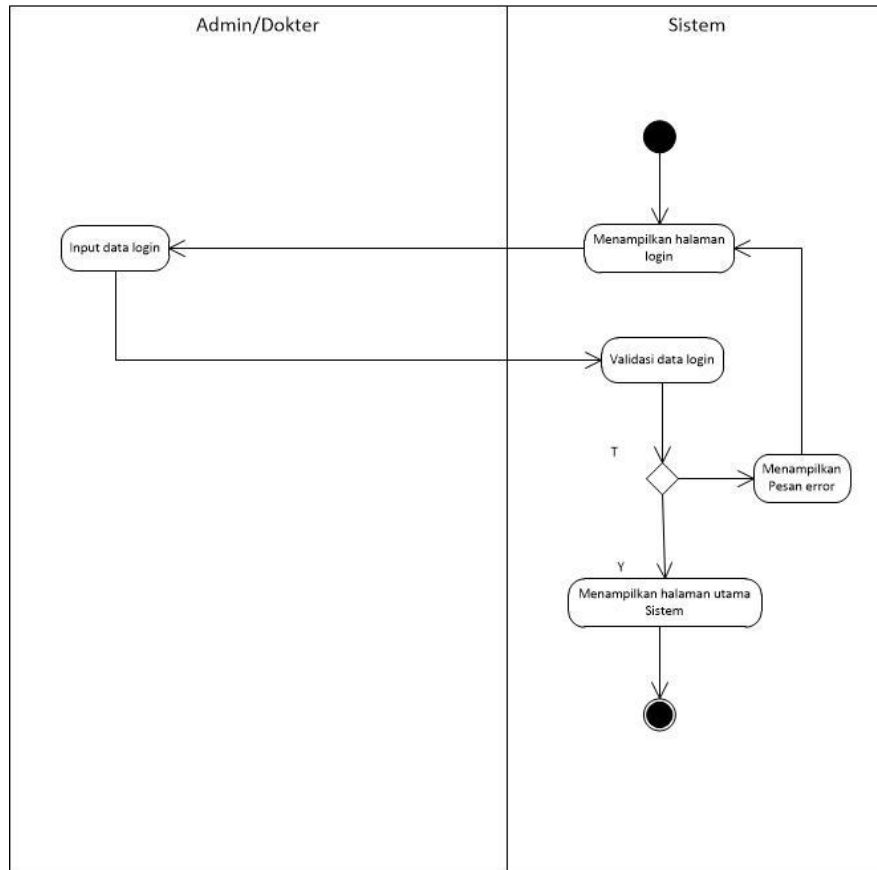 Admin/Dokter
Sistem
Input data login
Menampilkan halaman
login
Validasi data login
T
Menampilkan
Pesan error
Y
Menampilkan halaman utama
Sistem